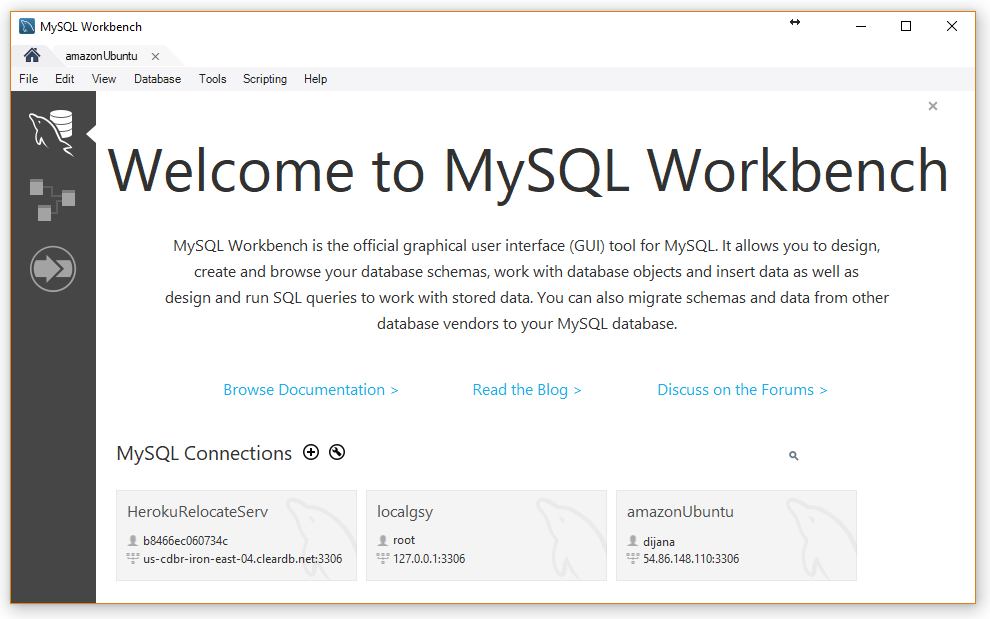 MySQL Workbench
amazonUbuntu
File Edit View Database Tools Scripting Help
Welcome to MySQL Workbench
MySQL Workbench is the official graphical user interface (GUI) tool for MySQL. It allows you to design,
create and browse your database schemas, work with database objects and insert data as well as
design and run SQL queries to work with stored data. You can also migrate schemas and data from other
database vendors to your MySQL database.
Browse Documentation > Read the Blog > Discuss on the Forums >
MySQL Connections
HerokuRelocateServ
b8466ec060734c
us-cdbr-iron-east-04.cleardb.net:3306
localgsy
root
127.0.0.1:3306
amazonUbuntu
dijana
54.86.148.110:3306